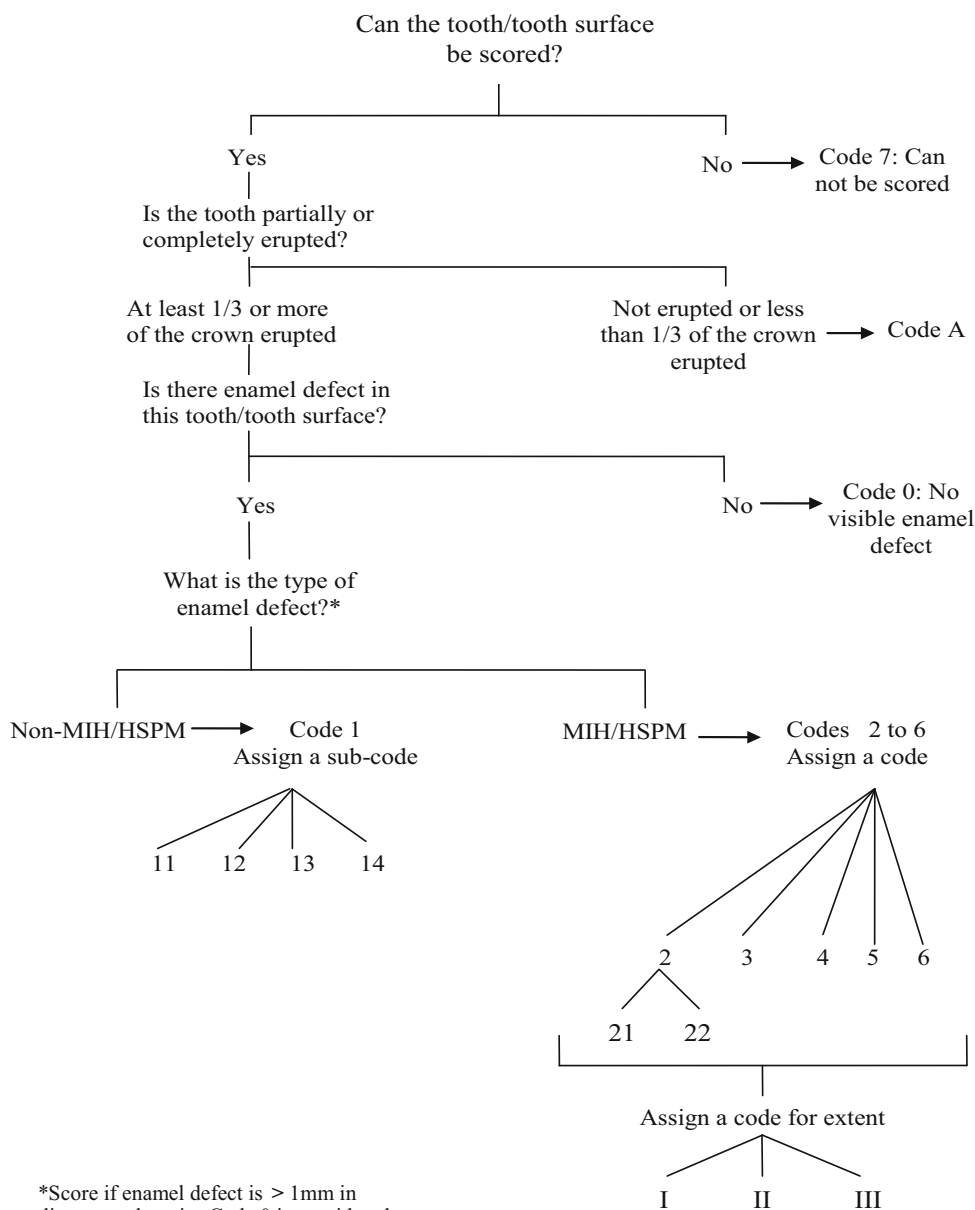 Can the tooth/tooth surface
be scored?
Yes
No
Code 7: Can
not be scored
Is the tooth partially or
completely erupted?
At least 1/3 or more
of the crown erupted
Not erupted or less
than 1/3 of the crown
erupted
Code A
Is there enamel defect in
this tooth/tooth surface?
Yes
No
Code 0: No
visible enamel
defect
What is the type of
enamel defect?*
Non-MIH/HSPM
Code 1
Assign a sub-code
11 12 13 14
MIH/HSPM
Codes 2 to 6
Assign a code
2 3 4 5 6
21 22
Assign a code for extent
I II III
*Score if enamel defect is > 1mm in